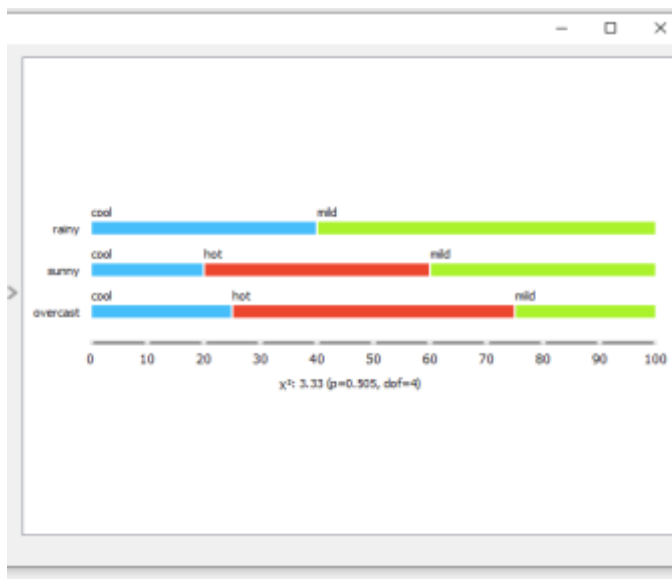 cool mild
rainy
cool hot mild
sunny
cool hot mild
overcast
0 10 20 30 40 50 60 70 80 90 100
χ²: 3.33 (p=0.505, dof=4)